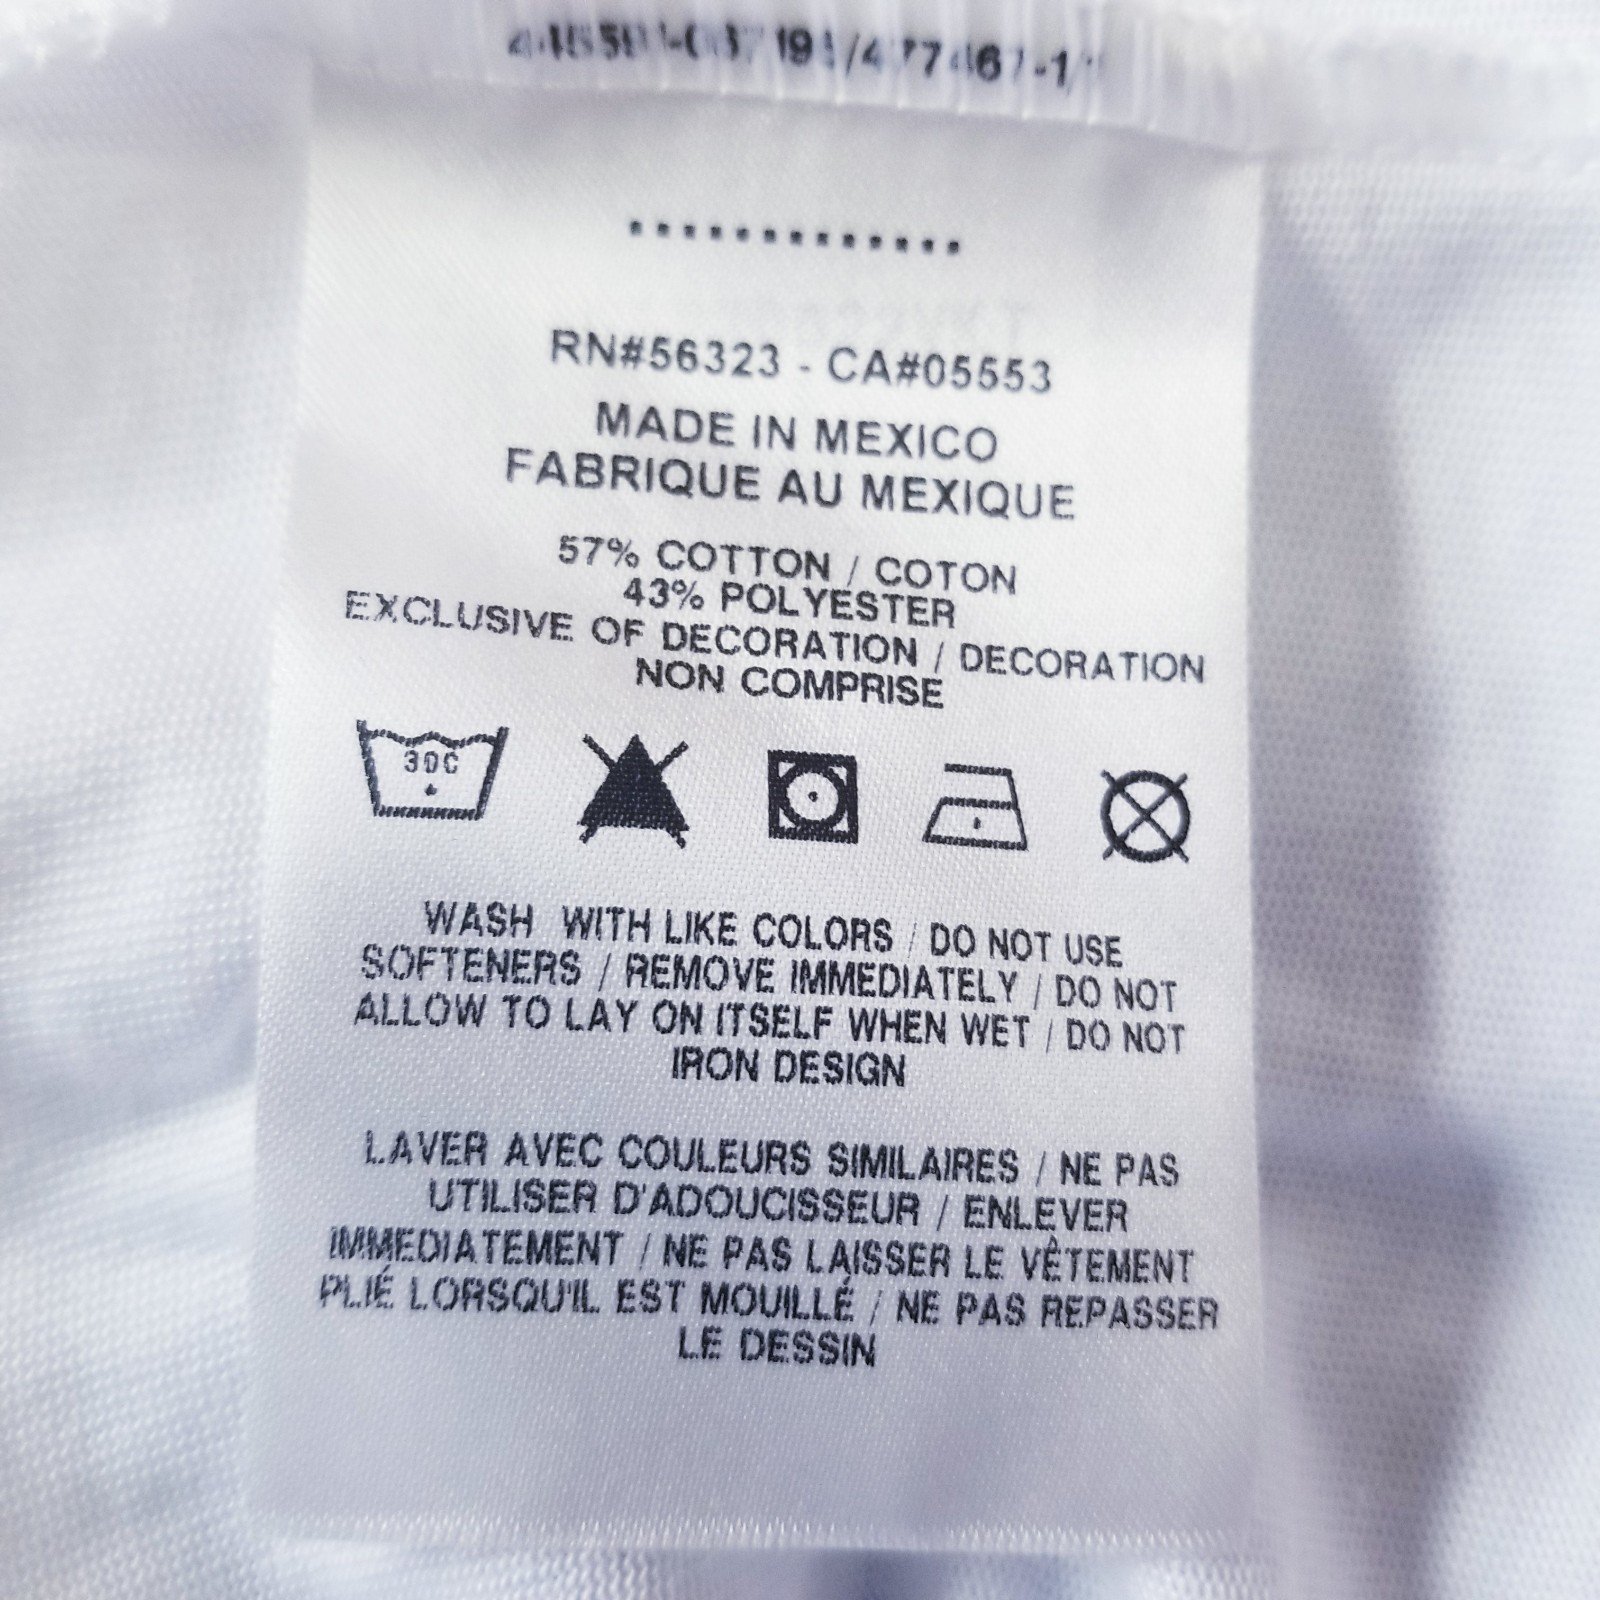 RN#56323 - CA#05553
MADE IN MEXICO
FABRIQUE AU MEXIQUE
57% COTTON / COTON
43% POLYESTER
EXCLUSIVE OF DECORATION / DECORATION
NON COMPRISE
30C
WASH WITH LIKE COLORS / DO NOT USE
SOFTENERS / REMOVE IMMEDIATELY / DO NOT
ALLOW TO LAY ON ITSELF WHEN WET / DO NOT
IRON DESIGN
LAVER AVEC COULEURS SIMILAIRES / NE PAS
UTILISER D'ADOUCISSEUR / ENLEVER
IMMEDIATEMENT / NE PAS LAISSER LE VÊTEMENT
PLIÉ LORSQU'IL EST MOUILLÉ / NE PAS REPASSER
LE DESSIN